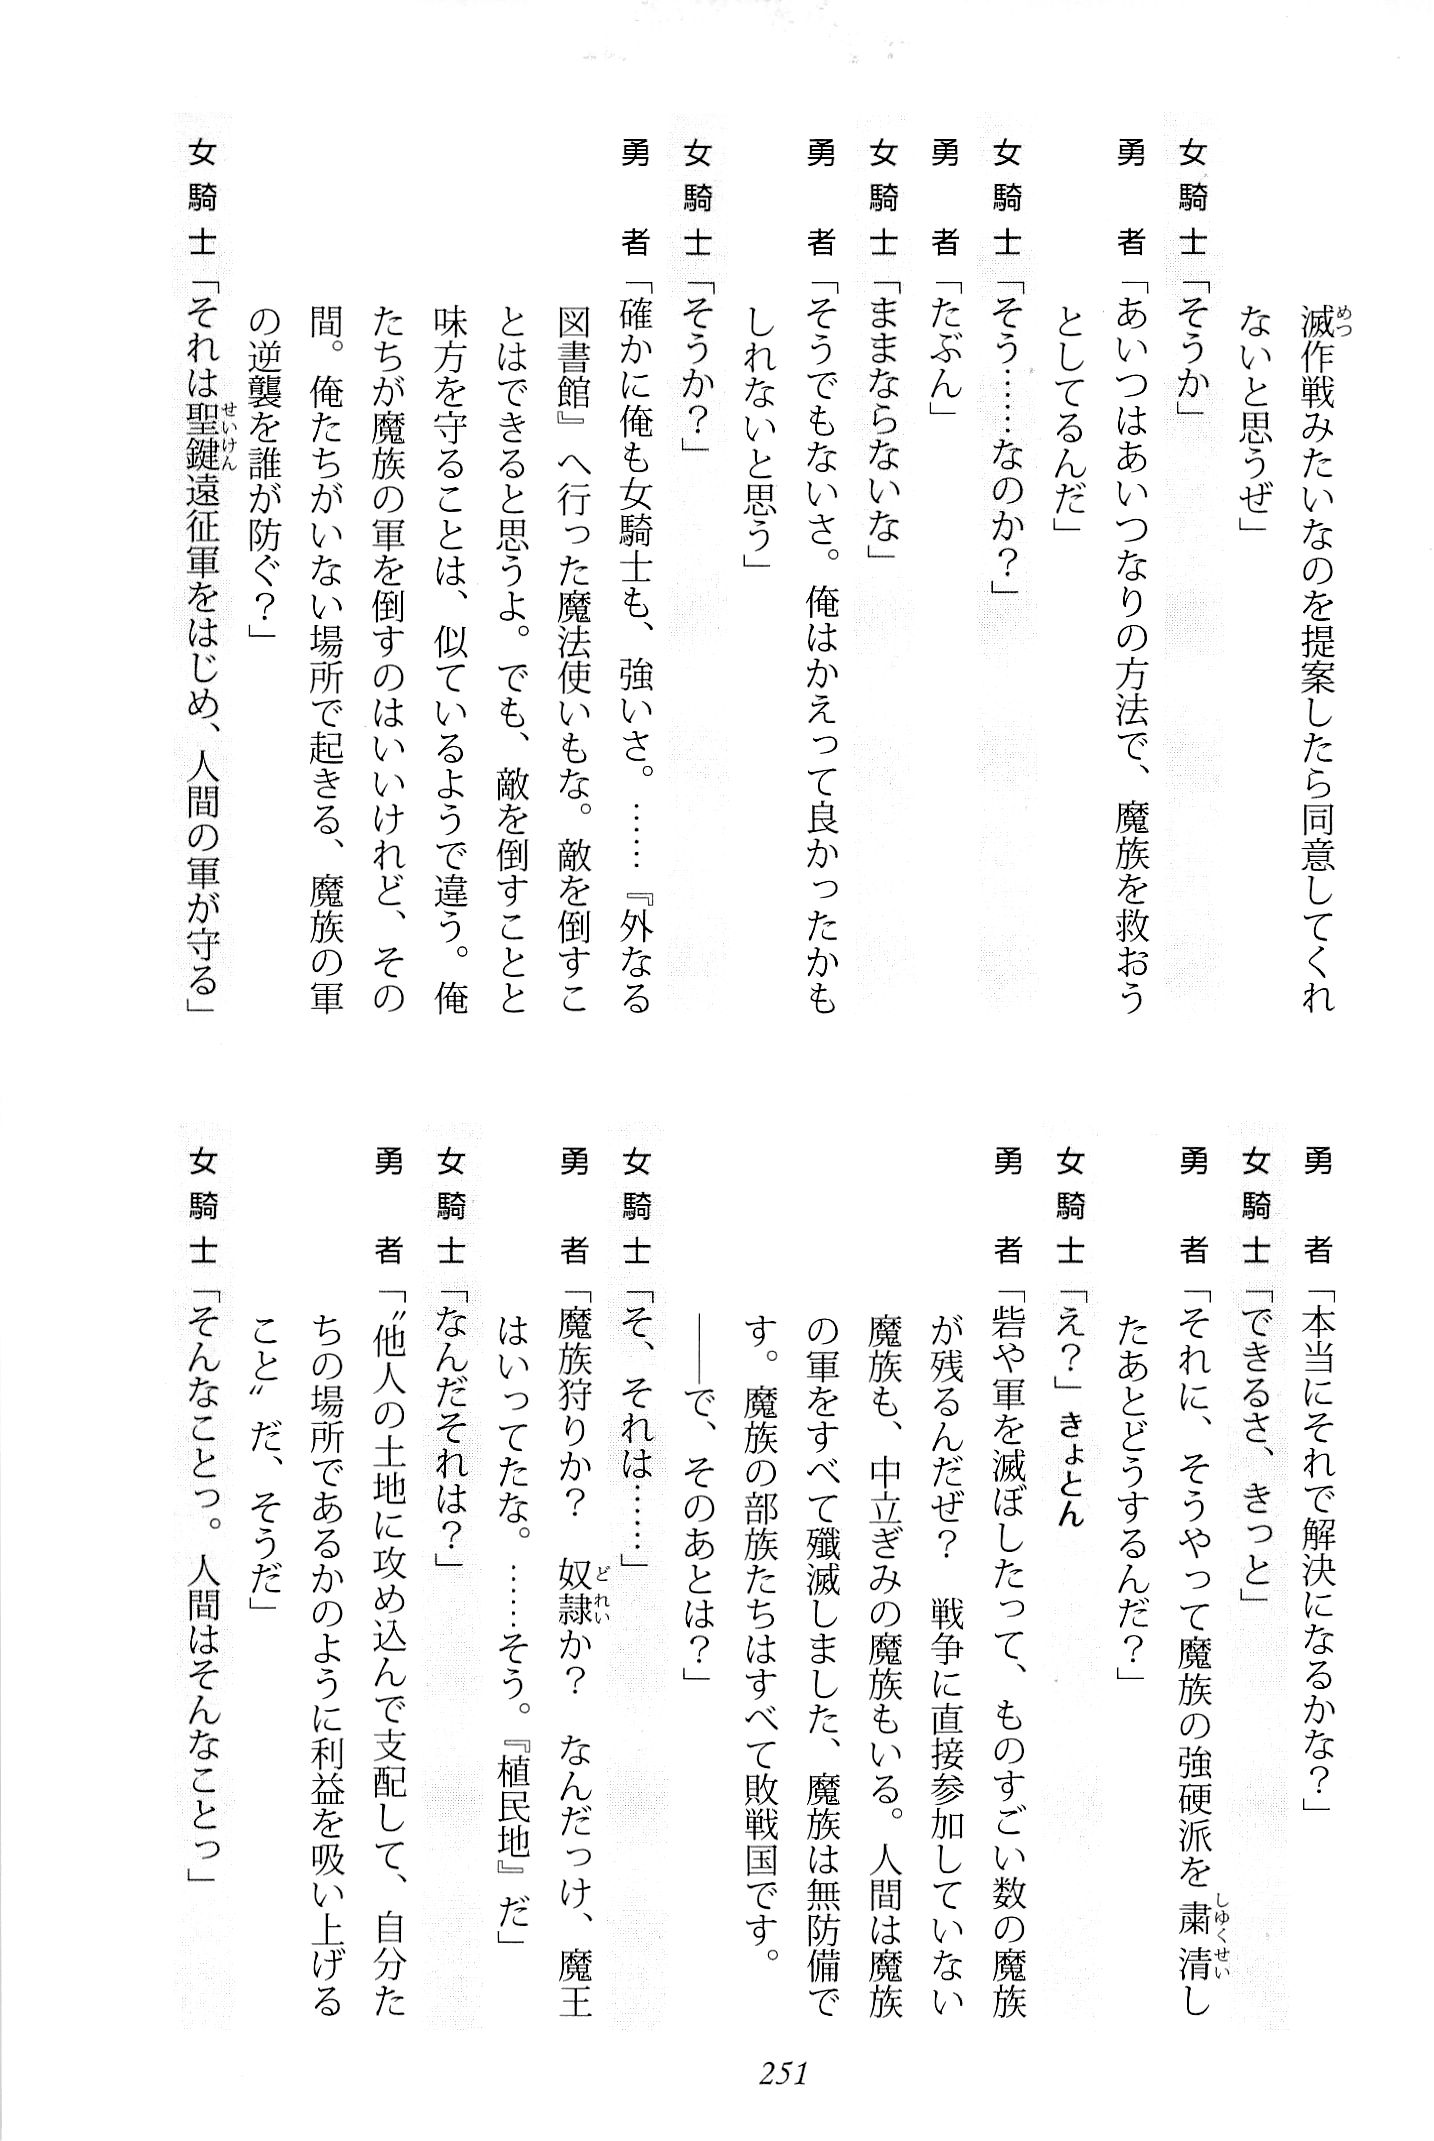 滅作戦みたいなのを提案したら同意してくれ
ないと思うぜ」
女騎士「そうか」
勇者「あいつはあいつなりの方法で、魔族を救おう
としてるんだ」
女騎士「そう……なのか？」
勇者「たぶん」
女騎士「ままならないな」
勇者「そうでもないさ。俺はかえって良かったかも
しれないと思う」
女騎士「そうか？」
勇者「確かに俺も女騎士も、強いさ。……『外なる
図書館』へ行った魔法使いもな。敵を倒すこ
とはできると思うよ。でも、敵を倒すことと
味方を守ることは、似ているようで違う。俺
たちが魔族の軍を倒すのはいいけれど、その
間。俺たちがいない場所で起きる、魔族の軍
の逆襲を誰が防ぐ？」
女騎士「それは聖鍵遠征軍をはじめ、人間の軍が守る」
勇者「本当にそれで解決になるかな？」
女騎士「できるさ、きっと」
勇者「それに、そうやって魔族の強硬派を粛清し
たあとどうするんだ？」
女騎士「え？」きょとん
勇者「砦や軍を滅ぼしたって、ものすごい数の魔族
が残るんだぜ？　戦争に直接参加していない
魔族も、中立ぎみの魔族もいる。人間は魔族
の軍をすべて殲滅しました、魔族は無防備で
す。魔族の部族たちはすべて敗戦国です。
――で、そのあとは？」
女騎士「そ、それは……」
勇者「魔族狩りか？　奴隷か？　なんだっけ、魔王
はいってたな。……そう。『植民地』だ」
女騎士「なんだそれは？」
勇者「〝他人の土地に攻め込んで支配して、自分た
ちの場所であるかのように利益を吸い上げる
こと〟だ、そうだ」
女騎士「そんなことっ。人間はそんなことっ」
251